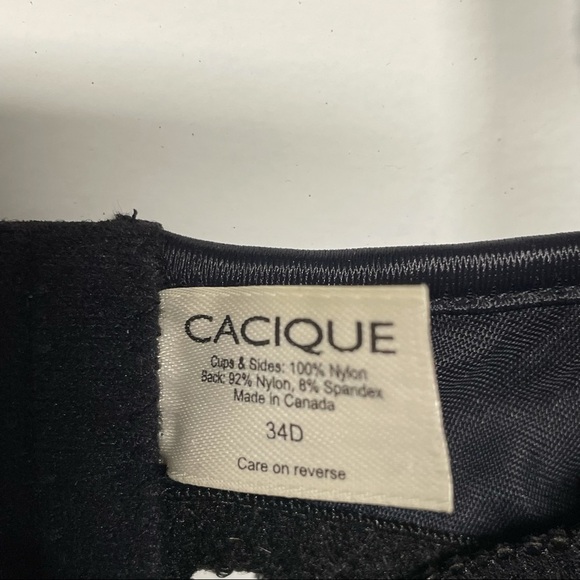 CACIQUE
Cups & Sides: 100% Nylon
Back: 92% Nylon, 8% Spandex
Made in Canada
34D
Care on reverse